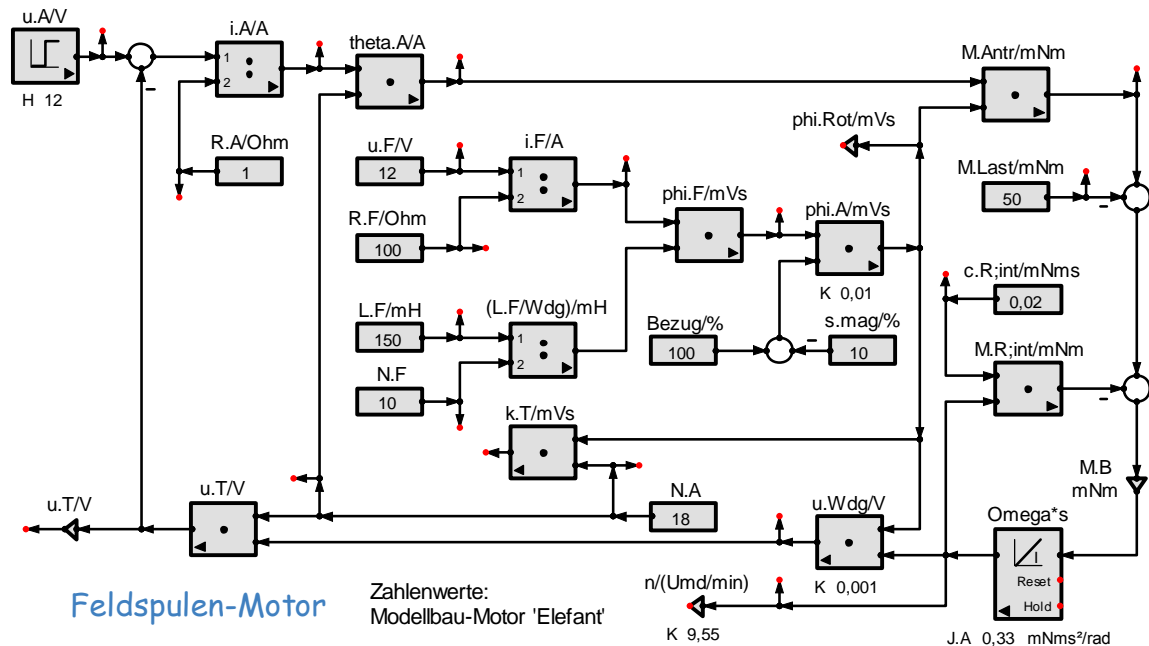 u.A/V
H 12
i.A/A
1
2
theta.A/A
M.Antr/mNm
R.A/Ohm
1
u.F/V
12
i.F/A
1
2
phi.Rot/mVs
M.Last/mNm
50
R.F/Ohm
100
phi.F/mVs
phi.A/mVs
K 0,01
c.R;int/mNms
0,02
L.F/mH
150
(L.F/Wdg)/mH
1
2
Bezug/%
100
s.mag/%
10
M.R;int/mNm
N.F
10
k.T/mVs
M.B
mNm
u.T/V
u.T/V
N.A
18
u.Wdg/V
K 0,001
Omega*s
I
Reset
Hold
J.A 0,33 mNms²/rad
n/(Umd/min)
K 9,55
Feldspulen-Motor
Zahlenwerte:
Modellbau-Motor 'Elefant'